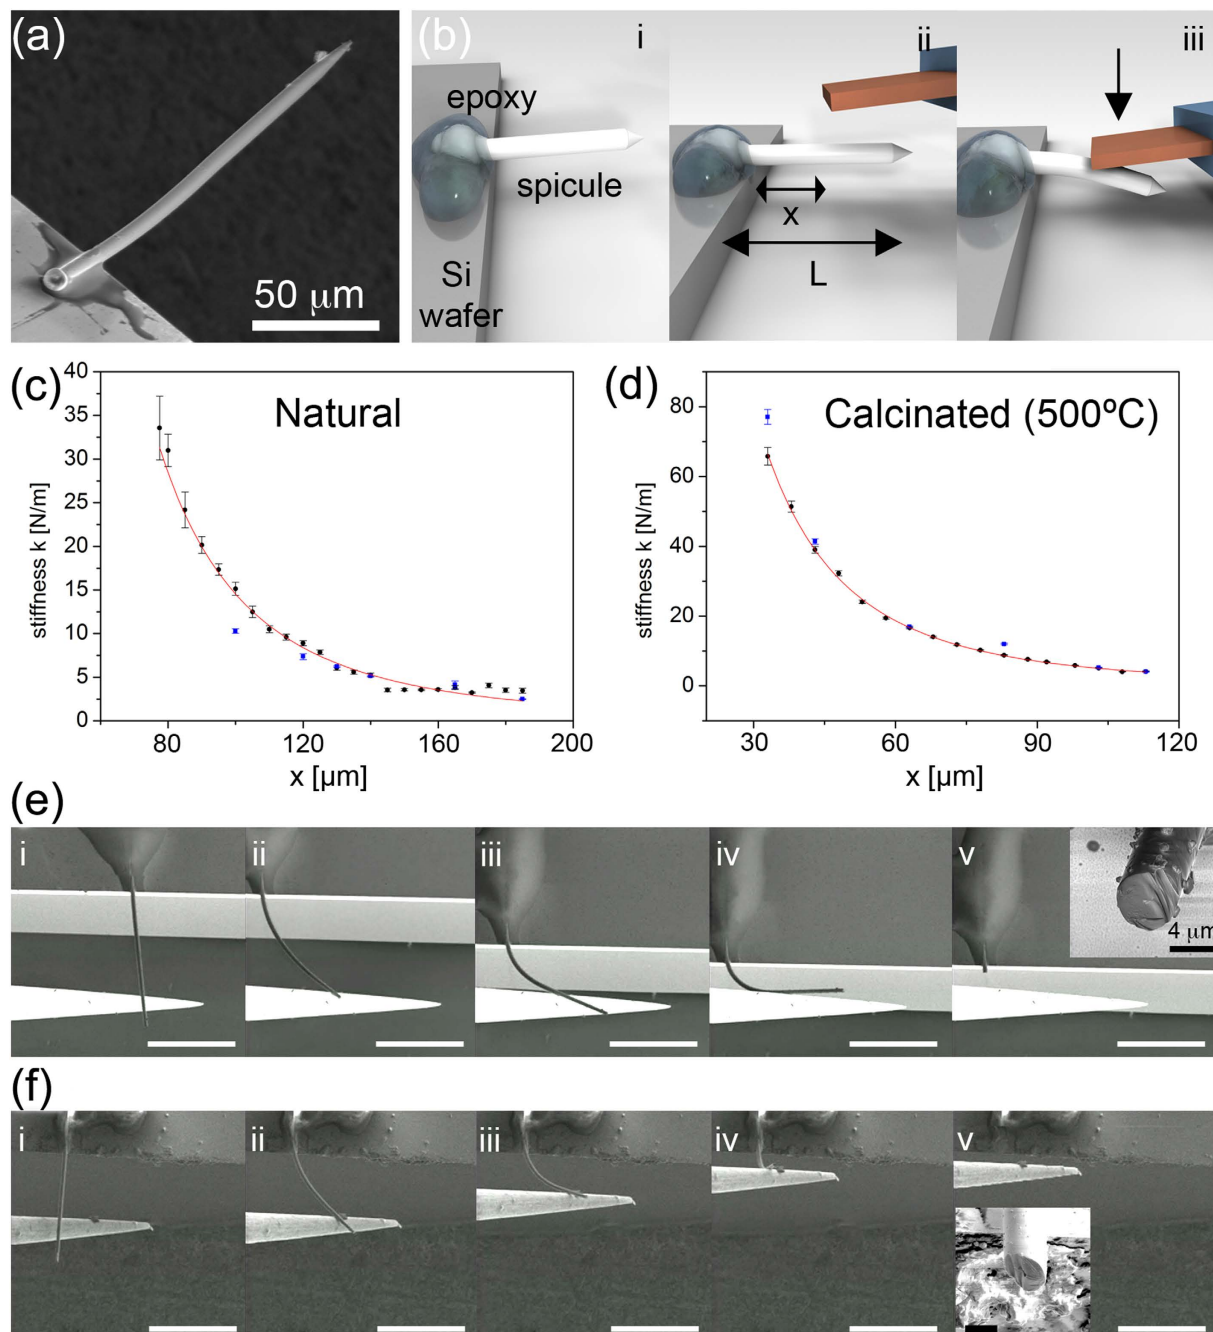 (a)
50 µm
(b)
i
ii
iii
epoxy
spicule
Si
wafer
x
L
(c)
Natural
stiffness k [N/m]
40
35
30
25
20
15
10
5
0
80
120
160
200
x [µm]
(d)
Calcinated (500ºC)
stiffness k [N/m]
80
60
40
20
0
30
60
90
120
x [µm]
(e)
i
ii
iii
iv
v
4 µm
(f)
i
ii
iii
iv
v